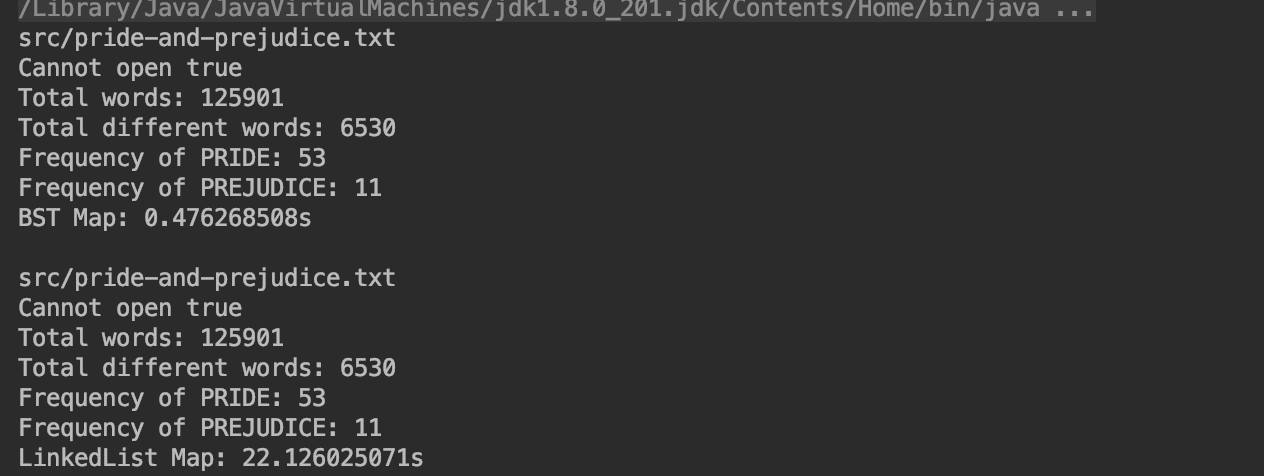 /Library/Java/JavaVirtualMachines/jdk1.8.0_201.jdk/Contents/Home/bin/java ...
src/pride-and-prejudice.txt
Cannot open true
Total words: 125901
Total different words: 6530
Frequency of PRIDE: 53
Frequency of PREJUDICE: 11
BST Map: 0.476268508s

src/pride-and-prejudice.txt
Cannot open true
Total words: 125901
Total different words: 6530
Frequency of PRIDE: 53
Frequency of PREJUDICE: 11
LinkedList Map: 22.126025071s